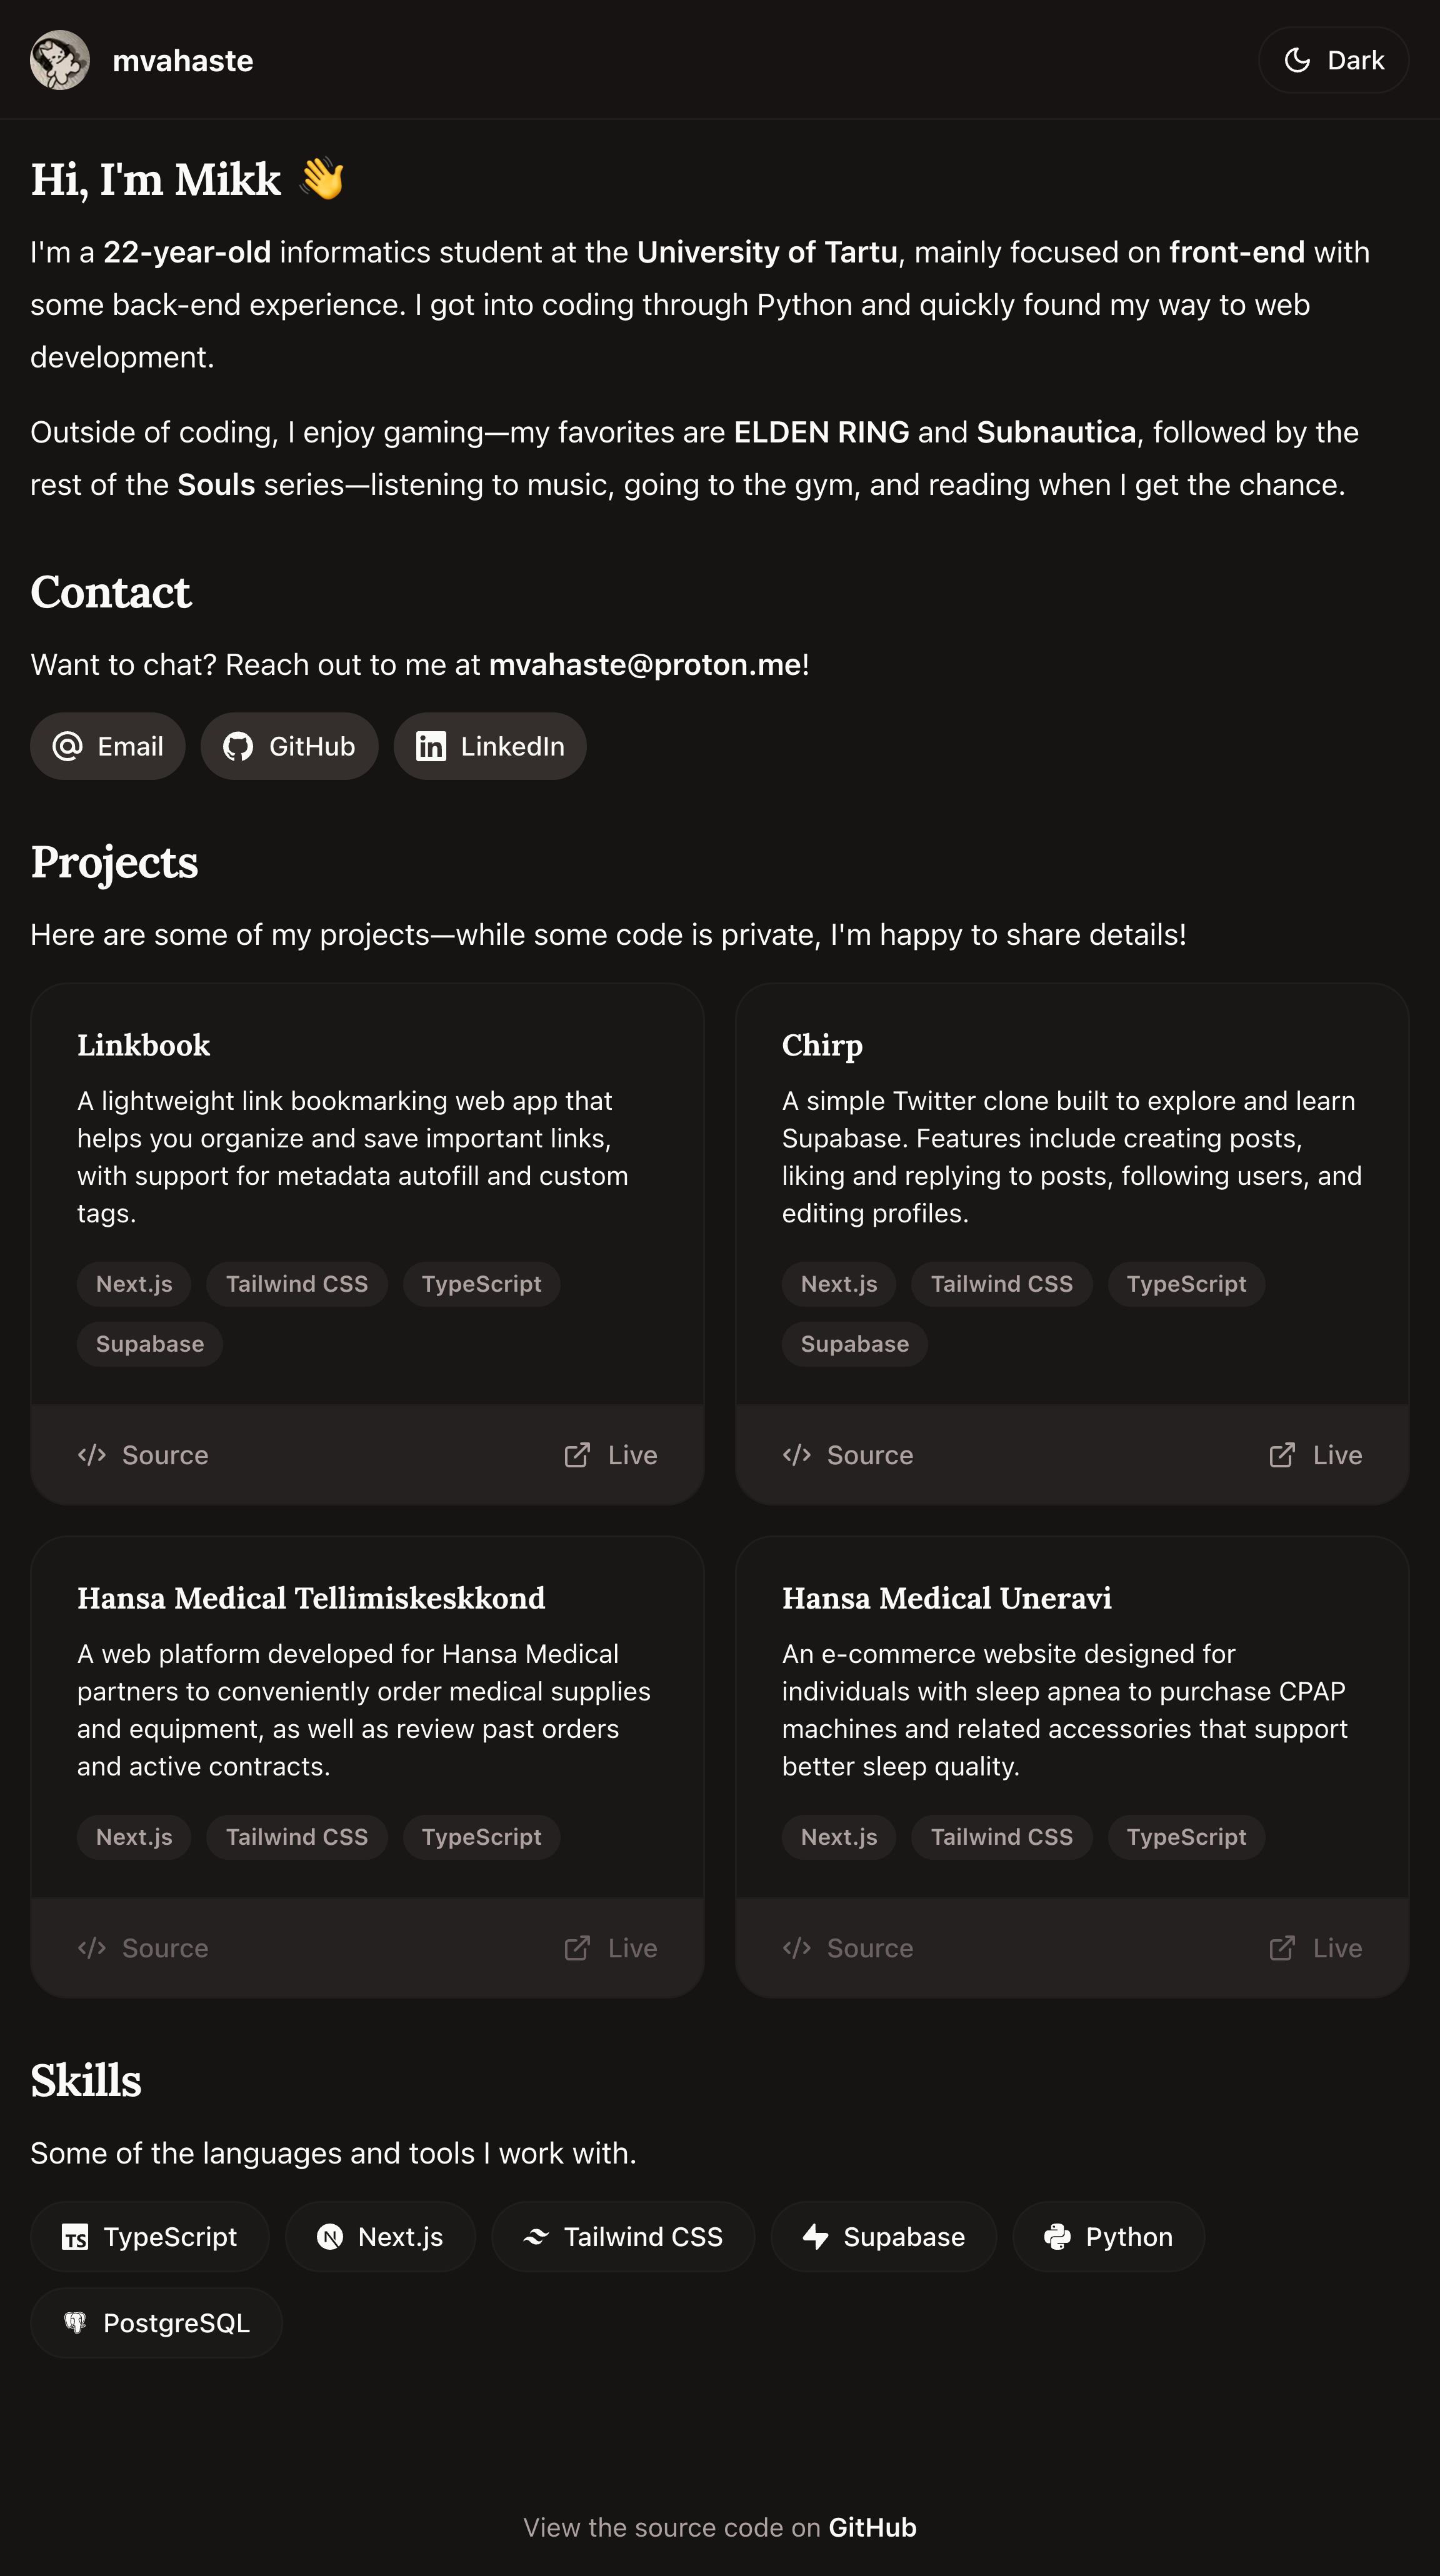 mvahaste
Dark
Hi, I'm Mikk 👋
I'm a 22-year-old informatics student at the University of Tartu, mainly focused on front-end with
some back-end experience. I got into coding through Python and quickly found my way to web
development.
Outside of coding, I enjoy gaming—my favorites are ELDEN RING and Subnautica, followed by the
rest of the Souls series—listening to music, going to the gym, and reading when I get the chance.
Contact
Want to chat? Reach out to me at mvahaste@proton.me!
Email GitHub LinkedIn
Projects
Here are some of my projects—while some code is private, I'm happy to share details!
Linkbook
A lightweight link bookmarking web app that
helps you organize and save important links,
with support for metadata autofill and custom
tags.
Next.js Tailwind CSS TypeScript
Supabase
Source Live
Chirp
A simple Twitter clone built to explore and learn
Supabase. Features include creating posts,
liking and replying to posts, following users, and
editing profiles.
Next.js Tailwind CSS TypeScript
Supabase
Source Live
Hansa Medical Tellimiskeskkond
A web platform developed for Hansa Medical
partners to conveniently order medical supplies
and equipment, as well as review past orders
and active contracts.
Next.js Tailwind CSS TypeScript
Source Live
Hansa Medical Uneravi
An e-commerce website designed for
individuals with sleep apnea to purchase CPAP
machines and related accessories that support
better sleep quality.
Next.js Tailwind CSS TypeScript
Source Live
Skills
Some of the languages and tools I work with.
TypeScript Next.js Tailwind CSS Supabase Python
PostgreSQL
View the source code on GitHub